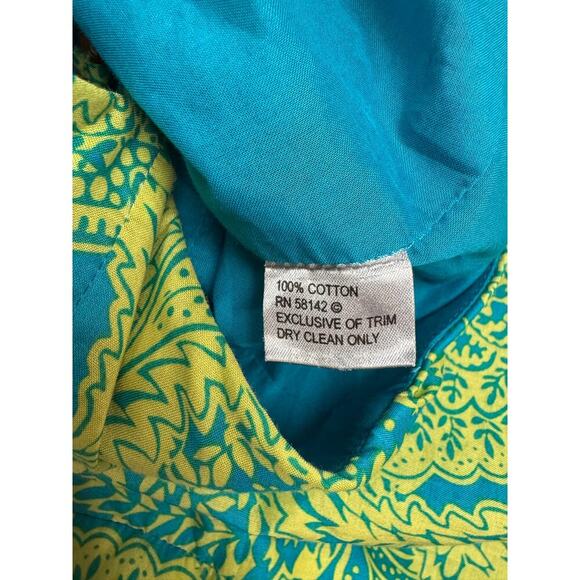 100% COTTON
RN 58142 ©
EXCLUSIVE OF TRIM
DRY CLEAN ONLY